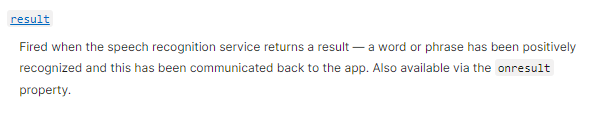 result
Fired when the speech recognition service returns a result — a word or phrase has been positively
recognized and this has been communicated back to the app. Also available via the onresult
property.